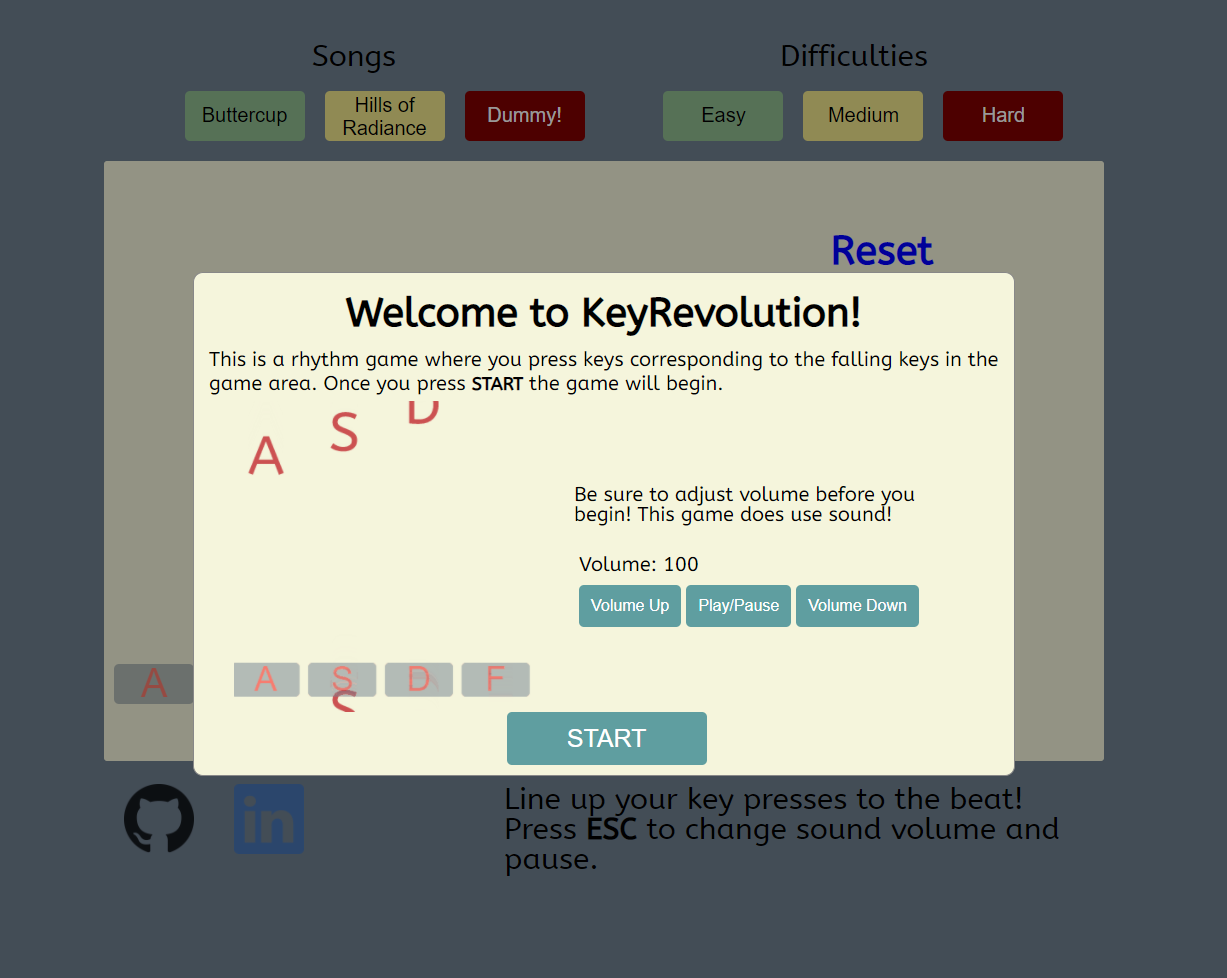 Songs
Difficulties
Buttercup
Hills of
Radiance
Dummy!
Easy
Medium
Hard
Reset
Welcome to KeyRevolution!
This is a rhythm game where you press keys corresponding to the falling keys in the
game area. Once you press START the game will begin.
A
S
D
Be sure to adjust volume before you
begin! This game does use sound!
Volume: 100
Volume Up
Play/Pause
Volume Down
A
A
S
D
F
S
START
in
Line up your key presses to the beat!
Press ESC to change sound volume and
pause.